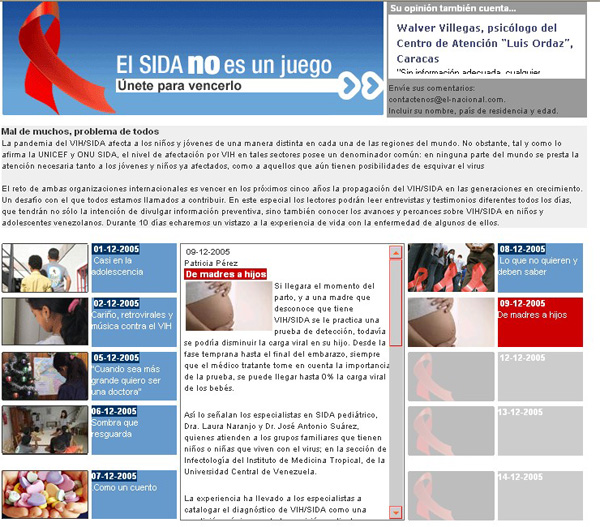 El SIDA no es un juego
Únete para vencerlo
Su opinión también cuenta...
Walver Villegas, psicólogo del
Centro de Atención "Luis Ordaz",
Caracas
"Sin información adecuada, cualquier
Envíe sus comentarios:
contactenos@el-nacional.com.
Incluir su nombre, país de residencia y edad.
Mal de muchos, problema de todos
La pandemia del VIH/SIDA afecta a los niños y jóvenes de una manera distinta en cada una de las regiones del mundo. No obstante, tal y como lo
afirma la UNICEF y ONU SIDA, el nivel de afectación por VIH en tales sectores posee un denominador común: en ninguna parte del mundo se presta la
atención necesaria tanto a los jóvenes y niños ya afectados, como a aquellos que aún tienen posibilidades de esquivar el virus
El reto de ambas organizaciones internacionales es vencer en los próximos cinco años la propagación del VIH/SIDA en las generaciones en crecimiento.
Un desafío con el que todos estamos llamados a contribuir. En este especial los lectores podrán leer entrevistas y testimonios diferentes todos los días,
que tendrán no sólo la intención de divulgar información preventiva, sino también conocer los avances y percances sobre VIH/SIDA en niños y
adolescentes venezolanos. Durante 10 días echaremos un vistazo a la experiencia de vida con la enfermedad de algunos de ellos.
01-12-2005
Casi en la
adolescencia
02-12-2005
Cariño, retrovirales y
música contra el VIH
05-12-2005
"Cuando sea más
grande quiero ser
una doctora"
06-12-2005
Sombra que
resguarda
07-12-2005
.Como un cuento
09-12-2005
Patricia Pérez
De madres a hijos
Si llegara el momento del
parto, y a una madre que
desconoce que tiene
VIH/SIDA se le practica una
prueba de detección, todavía
se podría disminuir la carga viral en su hijo. Desde la
fase temprana hasta el final del embarazo, siempre
que el médico tratante tome en cuenta la importancia
de la prueba, se puede llegar hasta 0% la carga viral
de los bebés.
Así lo señalan los especialistas en SIDA pediátrico,
Dra. Laura Naranjo y Dr. José Antonio Suárez,
quienes atienden a los grupos familiares que tienen
niños o niñas que viven con el virus; en la sección de
Infectología del Instituto de Medicina Tropical, de la
Universidad Central de Venezuela.
La experiencia ha llevado a los especialistas a
catalogar el diagnóstico de VIH/SIDA como una
08-12-2005
Lo que no quieren y
deben saber
09-12-2005
De madres a hijos
12-12-2005
13-12-2005
14-12-2005